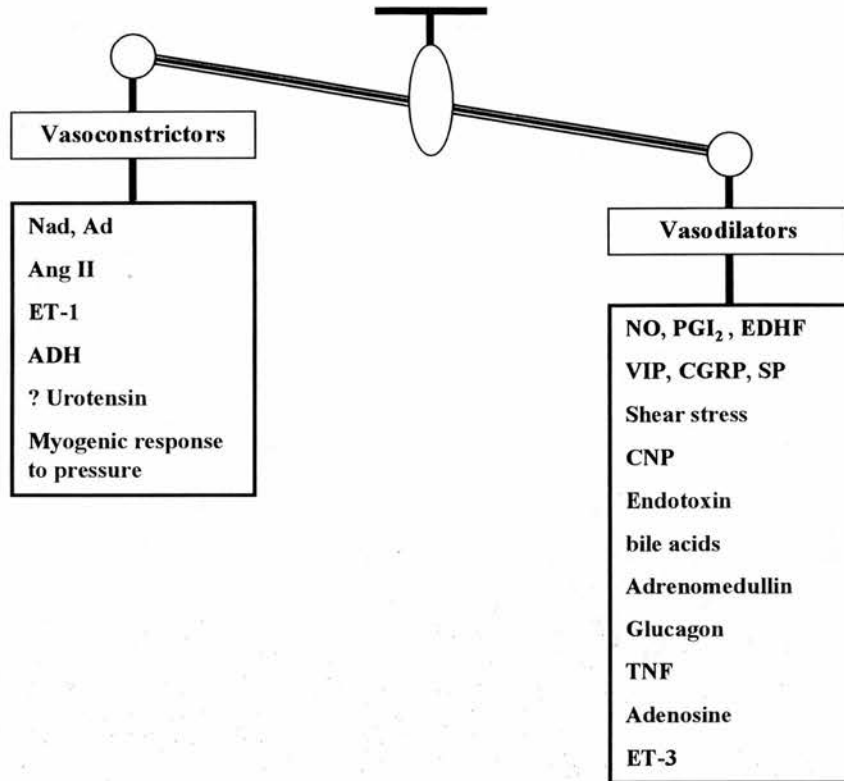 Vasoconstrictors
Nad, Ad
Ang II
ET-1
ADH
? Urotensin
Myogenic response
to pressure
Vasodilators
NO, PGI₂ , EDHF
VIP, CGRP, SP
Shear stress
CNP
Endotoxin
bile acids
Adrenomedullin
Glucagon
TNF
Adenosine
ET-3